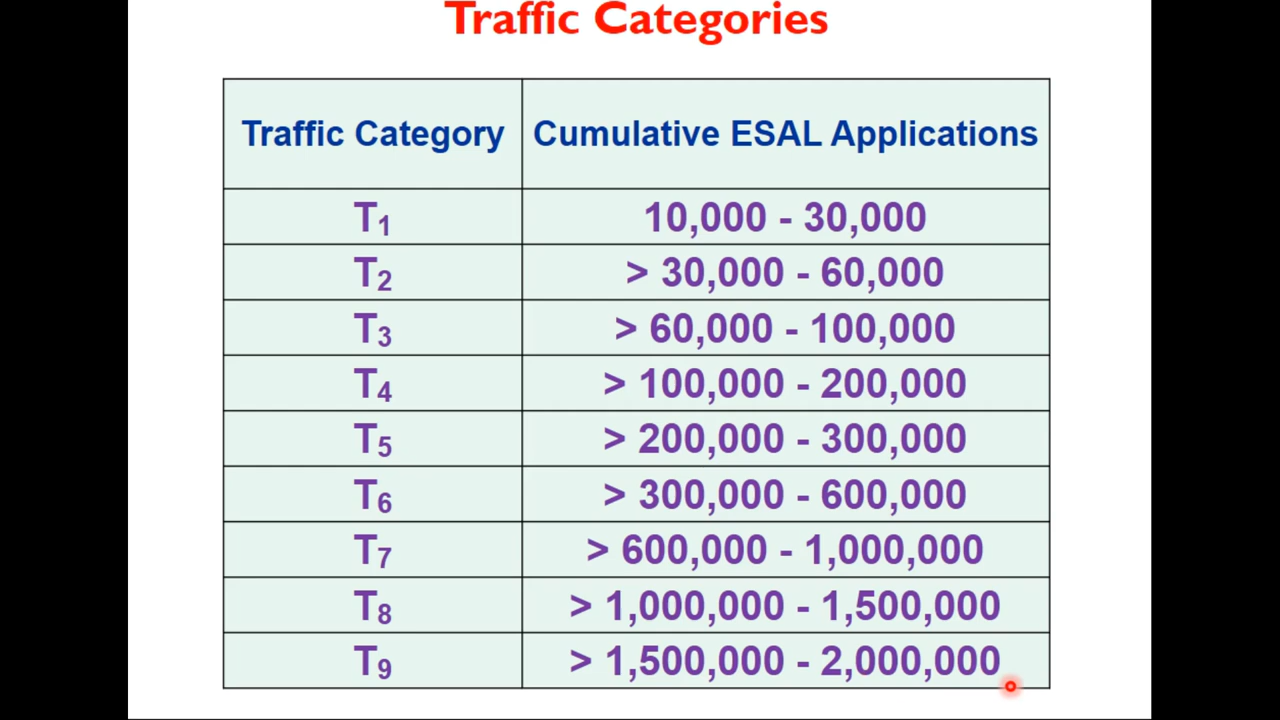 Traffic Categories
Traffic Category Cumulative ESAL Applications
T1 10,000 - 30,000
T2 > 30,000 - 60,000
T3 > 60,000 - 100,000
T4 > 100,000 - 200,000
T5 > 200,000 - 300,000
T6 > 300,000 - 600,000
T7 > 600,000 - 1,000,000
T8 > 1,000,000 - 1,500,000
T9 > 1,500,000 - 2,000,000